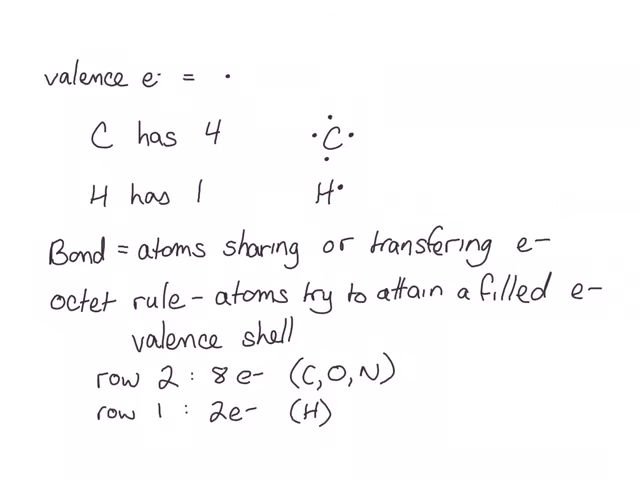 valence e- = ·
C has 4 ·C·
H has 1 H·
Bond = atoms sharing or transfering e-
octet rule - atoms try to attain a filled e-
valence shell
row 2 : 8 e- (C, O, N)
row 1 : 2e- (H)